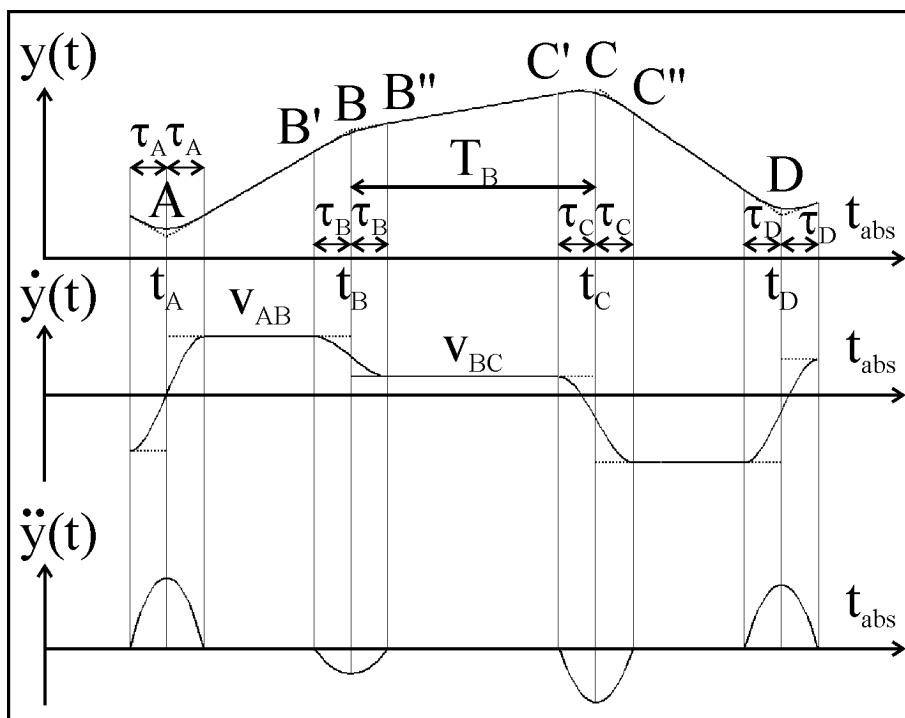 y(t)
C' C C"
B' B B"
τA τA
TB
A
D
τB τB
τC τC
τD τD
tabs
tA tB tC tD
ẏ(t)
vAB
vBC
tabs
ÿ(t)
tabs